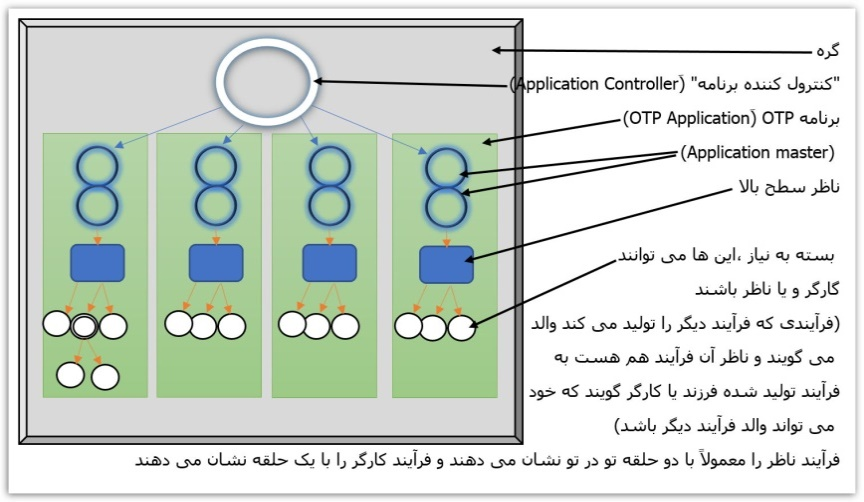 گره
"کنترول کننده برنامه" (Application Controller)
برنامه OTP (OTP Application)
(Application master)
ناظر سطح بالا
بسته به نیاز ،این ها می توانند
گارگر و یا ناظر باشند
(فرآیندی که فرآیند دیگر را تولید می کند والد
می گویند و ناظر آن فرآیند هم هست به
فرآیند تولید شده فرزند یا کارگر گویند که خود
می تواند والد فرآیند دیگر باشد)
فرآیند ناظر را معمولاً با دو حلقه تو در تو نشان می دهند و فرآیند کارگر را با یک حلقه نشان می دهند